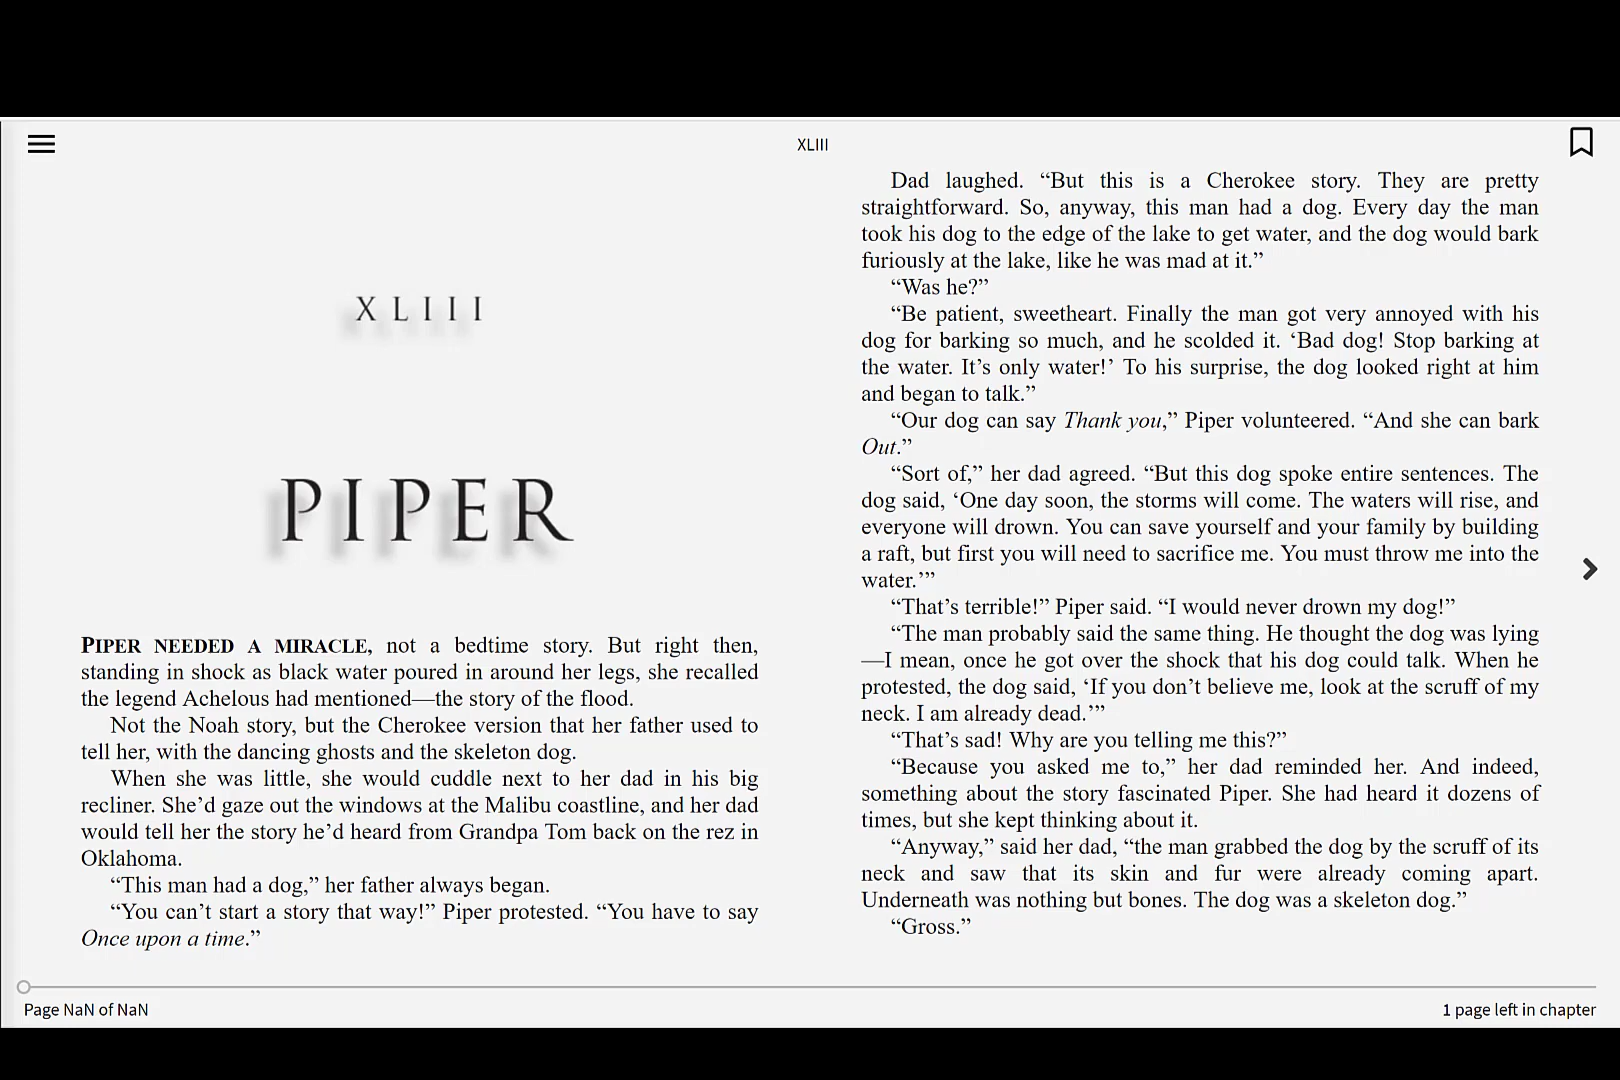 XLIII
XLIII
PIPER
PIPER NEEDED A MIRACLE, not a bedtime story. But right then,
standing in shock as black water poured in around her legs, she recalled
the legend Achelous had mentioned—the story of the flood.
Not the Noah story, but the Cherokee version that her father used to
tell her, with the dancing ghosts and the skeleton dog.
When she was little, she would cuddle next to her dad in his big
recliner. She’d gaze out the windows at the Malibu coastline, and her dad
would tell her the story he’d heard from Grandpa Tom back on the rez in
Oklahoma.
“This man had a dog,” her father always began.
“You can’t start a story that way!” Piper protested. “You have to say
Once upon a time.”
Dad laughed. “But this is a Cherokee story. They are pretty
straightforward. So, anyway, this man had a dog. Every day the man
took his dog to the edge of the lake to get water, and the dog would bark
furiously at the lake, like he was mad at it.”
“Was he?”
“Be patient, sweetheart. Finally the man got very annoyed with his
dog for barking so much, and he scolded it. ‘Bad dog! Stop barking at
the water. It’s only water!’ To his surprise, the dog looked right at him
and began to talk.”
“Our dog can say Thank you,” Piper volunteered. “And she can bark
Out.”
“Sort of,” her dad agreed. “But this dog spoke entire sentences. The
dog said, ‘One day soon, the storms will come. The waters will rise, and
everyone will drown. You can save yourself and your family by building
a raft, but first you will need to sacrifice me. You must throw me into the
water.’”
“That’s terrible!” Piper said. “I would never drown my dog!”
“The man probably said the same thing. He thought the dog was lying
—I mean, once he got over the shock that his dog could talk. When he
protested, the dog said, ‘If you don’t believe me, look at the scruff of my
neck. I am already dead.’”
“That’s sad! Why are you telling me this?”
“Because you asked me to,” her dad reminded her. And indeed,
something about the story fascinated Piper. She had heard it dozens of
times, but she kept thinking about it.
“Anyway,” said her dad, “the man grabbed the dog by the scruff of its
neck and saw that its skin and fur were already coming apart.
Underneath was nothing but bones. The dog was a skeleton dog.”
“Gross.”
Page NaN of NaN
1 page left in chapter